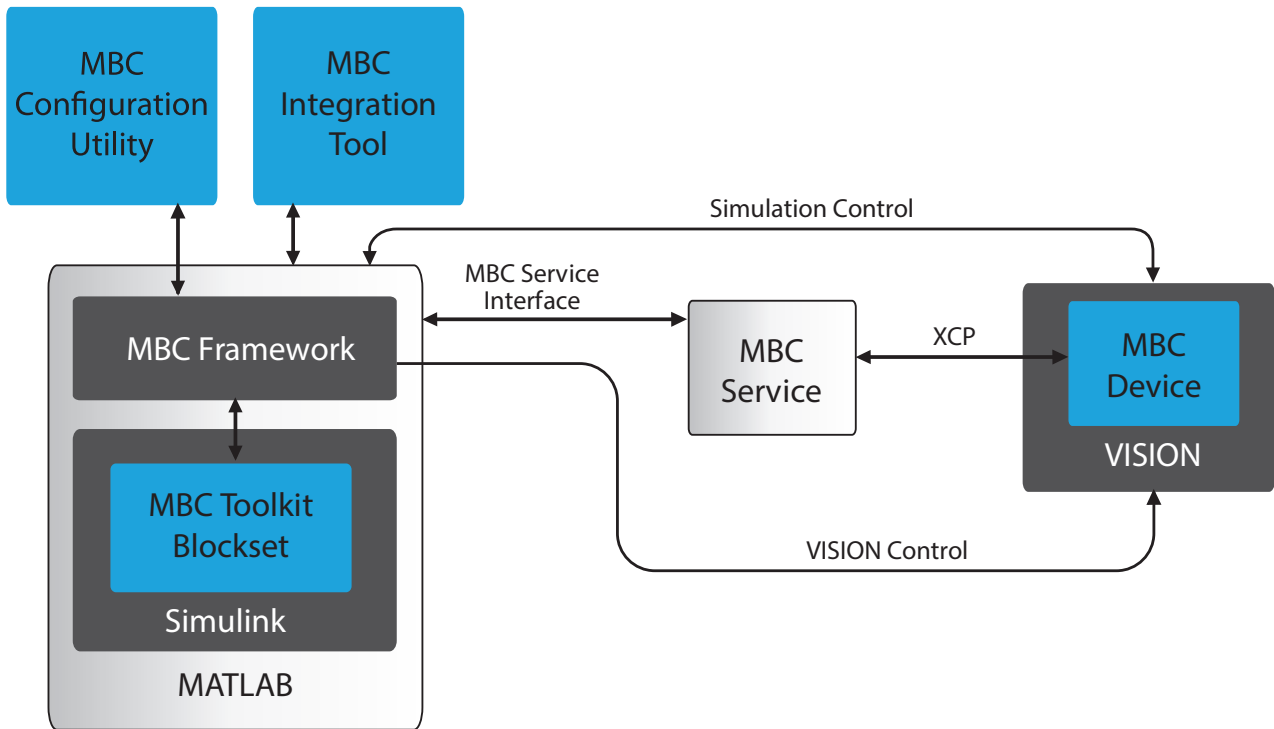 MBC
Configuration
Utility
MBC
Integration
Tool
Simulation Control
MBC Service
Interface
MBC Framework
MBC
Service
XCP
MBC
Device
VISION
MBC Toolkit
Blockset
Simulink
MATLAB
VISION Control